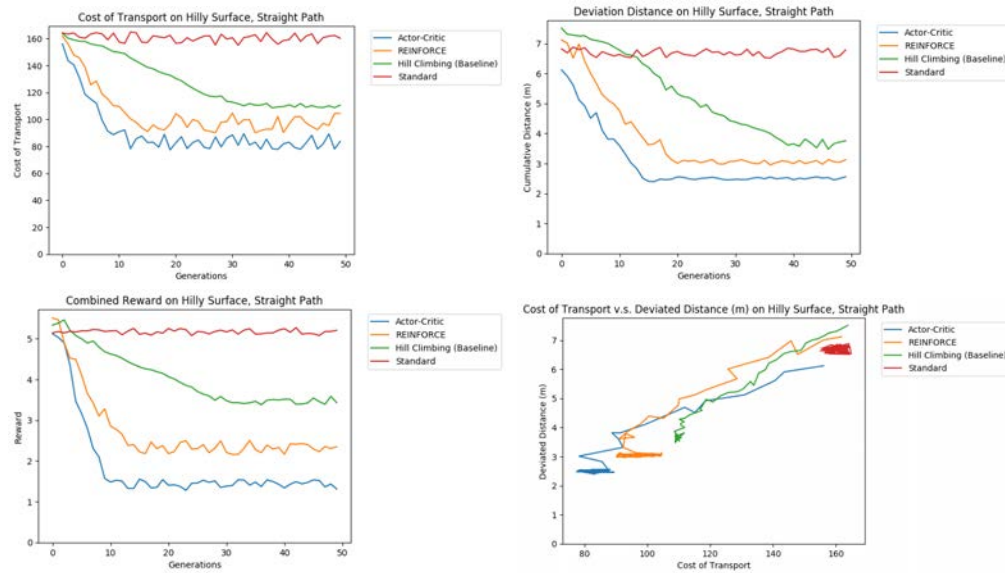 Cost of Transport on Hilly Surface, Straight Path
Cost of Transport
160
140
120
100
80
60
40
20
0
0 10 20 30 40 50
Generations
Actor-Critic
REINFORCE
Hill Climbing (Baseline)
Standard
Deviation Distance on Hilly Surface, Straight Path
Cumulative Distance (m)
7
6
5
4
3
2
1
0
0 10 20 30 40 50
Generations
Actor-Critic
REINFORCE
Hill Climbing (Baseline)
Standard
Combined Reward on Hilly Surface, Straight Path
Reward
5
4
3
2
1
0
0 10 20 30 40 50
Generations
Actor-Critic
REINFORCE
Hill Climbing (Baseline)
Standard
Cost of Transport v.s. Deviated Distance (m) on Hilly Surface, Straight Path
Deviated Distance (m)
7
6
5
4
3
2
1
0
80 100 120 140 160
Cost of Transport
Actor-Critic
REINFORCE
Hill Climbing (Baseline)
Standard